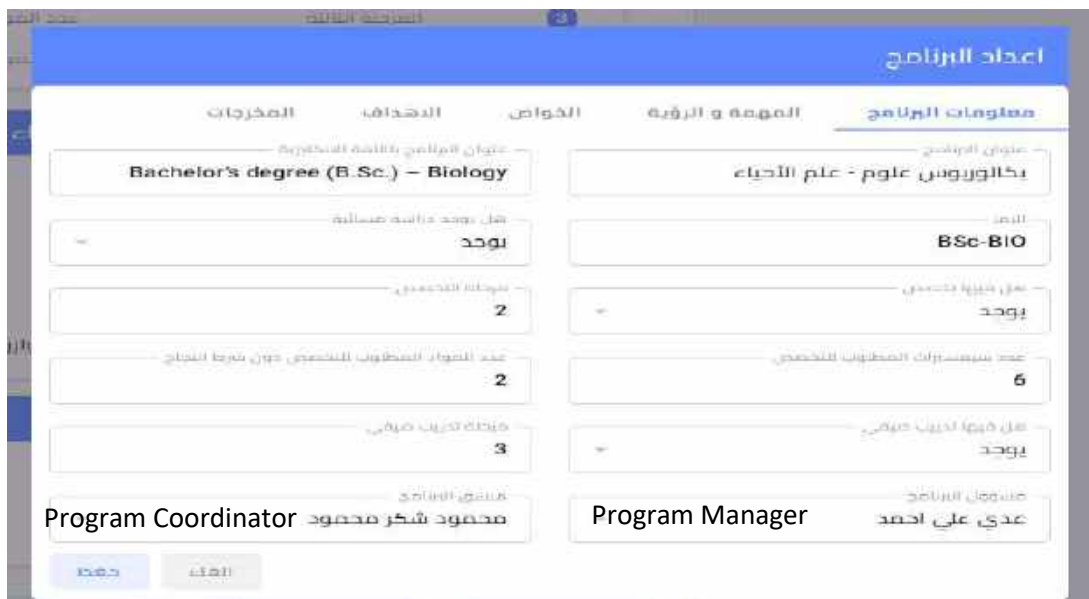 المرحلة الثالثة 3
اعداد البرنامج
معلومات البرنامج المهمة و الرؤية الخواص الاهداف المخرجات
عنوان البرنامج عنوان البرنامج باللغة الانكليزية
بكالوريوس علوم - علم الأحياء Bachelor's degree (B.Sc.) – Biology
الرمز هل يوجد دراسة مسائية
BSc-BIO يوجد
هل فيها تخصص مرحلة التخصص
يوجد 2
عدد سيمسترات المطلوب للتخصص عدد المواد المطلوب للتخصص دون شرط النجاح
6 2
هل فيها تدريب صيفي مرحلة تدريب صيفي
يوجد 3
مسؤول البرنامج منسق البرنامج
عدي علي احمد Program Manager محمود شكر محمود Program Coordinator
الغاء حفظ